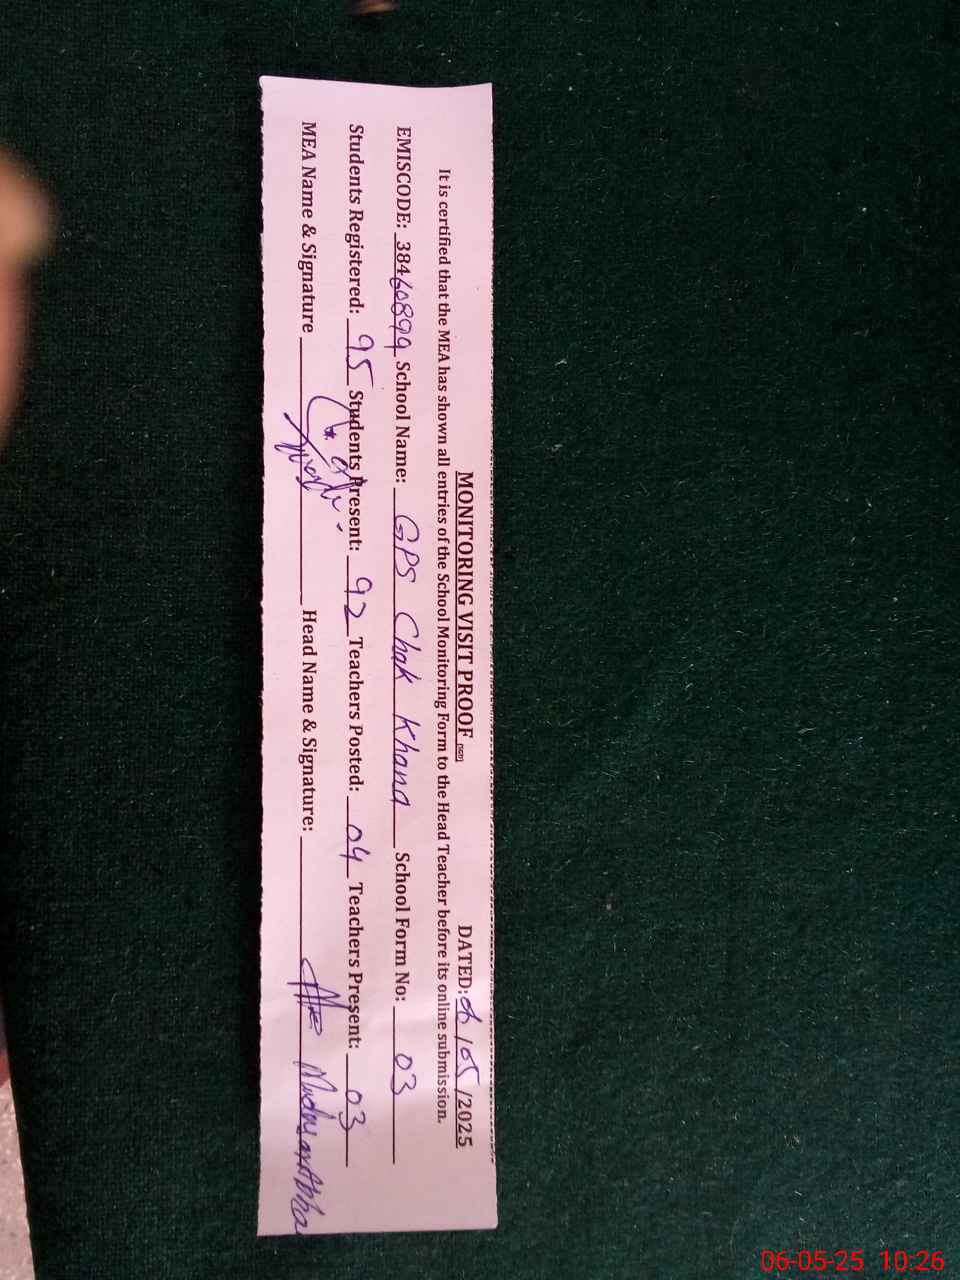 MONITORING VISIT PROOF DATED: 06/05/2025
It is certified that the MEA has shown all entries of the School Monitoring Form to the Head Teacher before its online submission.
EMISCODE: 38460899 School Name: GPS Chak Khana School Form No: 03
Students Registered: 95 Students Present: 92 Teachers Posted: 04 Teachers Present: 03
MEA Name & Signature Head Name & Signature:
06-05-25 10:26